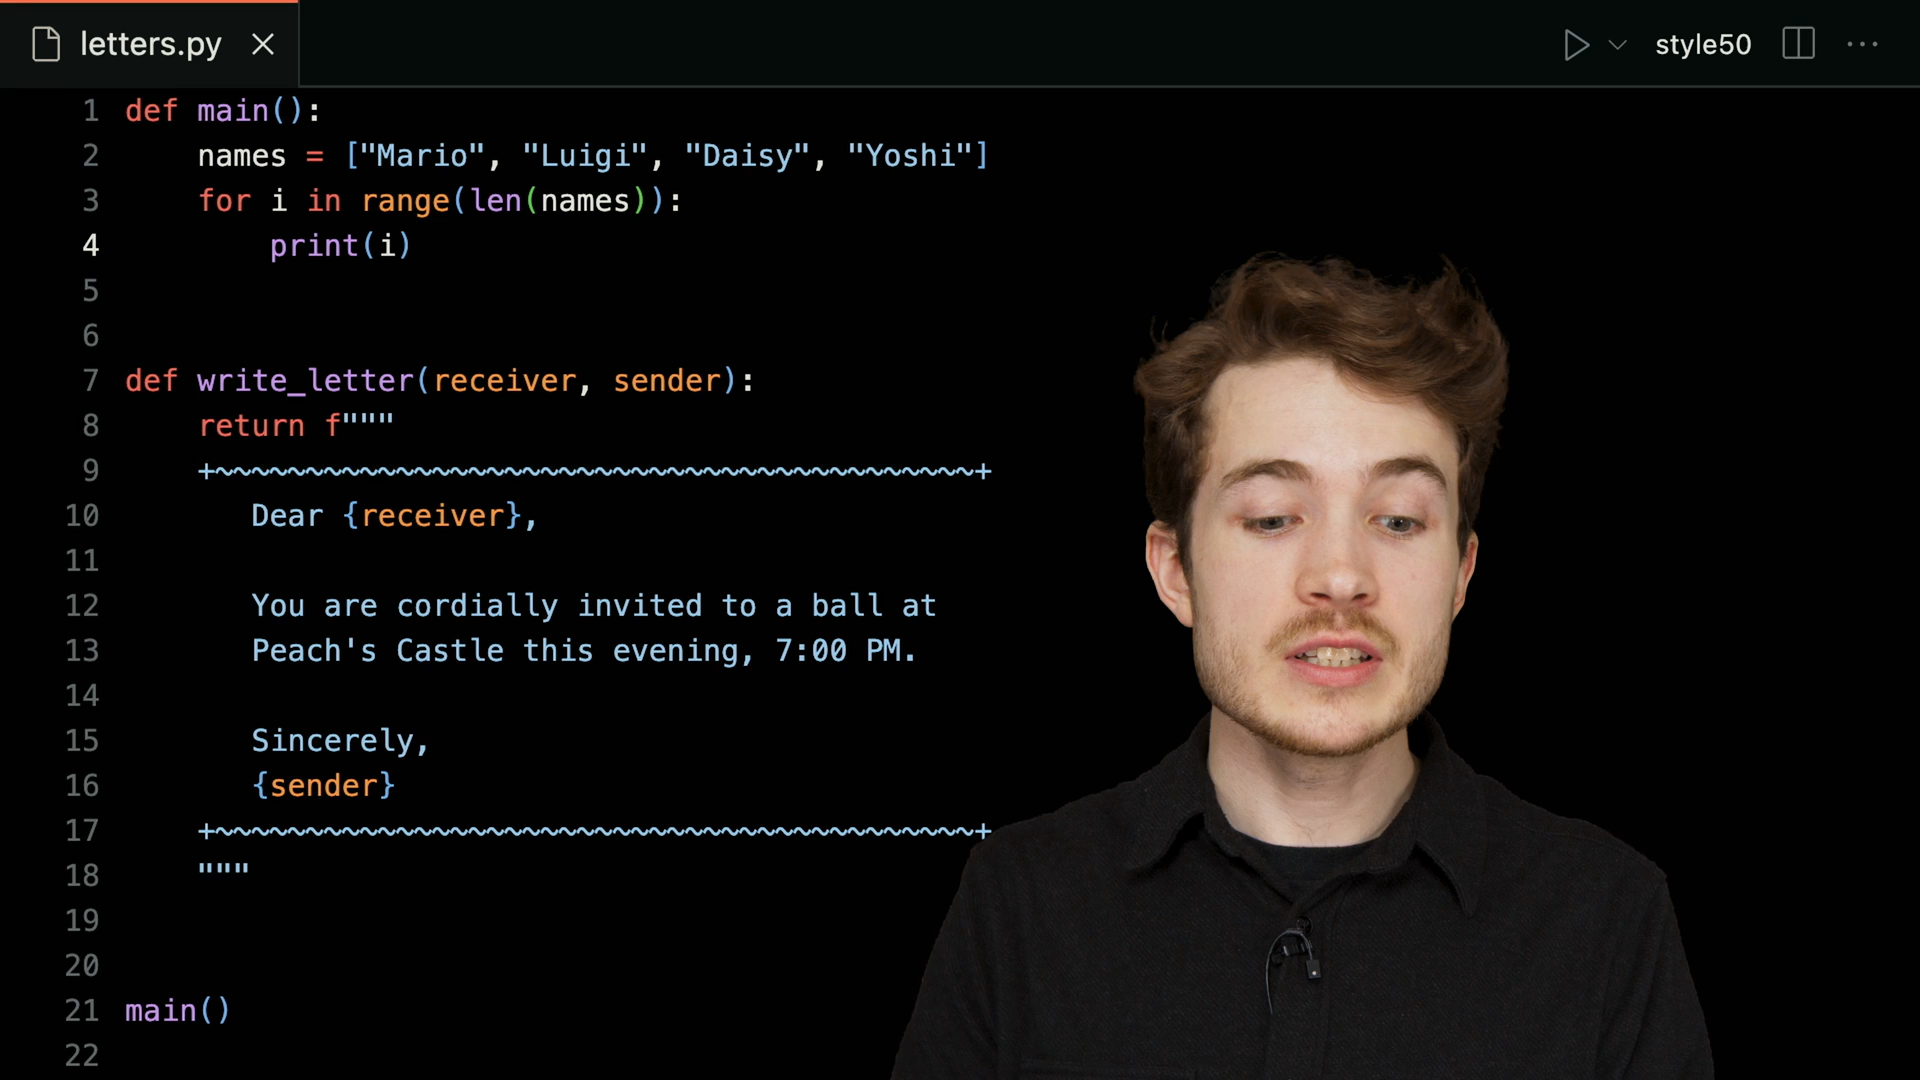 letters.py
style50
1 def main():
2 names = ["Mario", "Luigi", "Daisy", "Yoshi"]
3 for i in range(len(names)):
4 print(i)
5
6
7 def write_letter(receiver, sender):
8 return f"""
9 +~~~~~~~~~~~~~~~~~~~~~~~~~~~~~~~~~~~~~~~~~~+
10 Dear {receiver},
11
12 You are cordially invited to a ball at
13 Peach's Castle this evening, 7:00 PM.
14
15 Sincerely,
16 {sender}
17 +~~~~~~~~~~~~~~~~~~~~~~~~~~~~~~~~~~~~~~~~~~+
18 """
19
20
21 main()
22